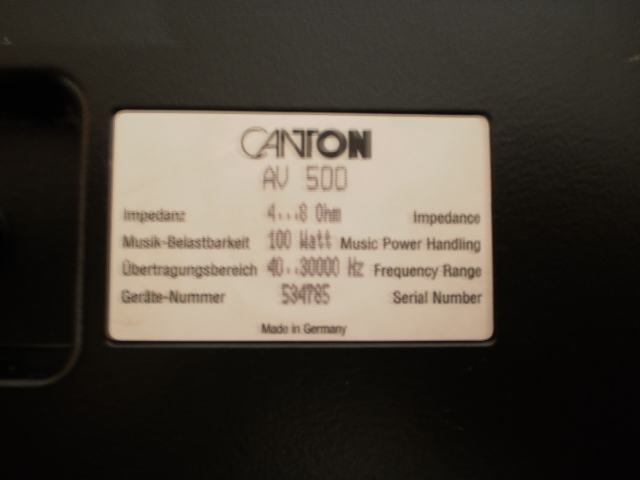 CANTON
AV 500
Impedanz 4...8 Ohm Impedance
Musik-Belastbarkeit 100 Watt Music Power Handling
Übertragungsbereich 40..30000 Hz Frequency Range
Geräte-Nummer 534785 Serial Number
Made in Germany